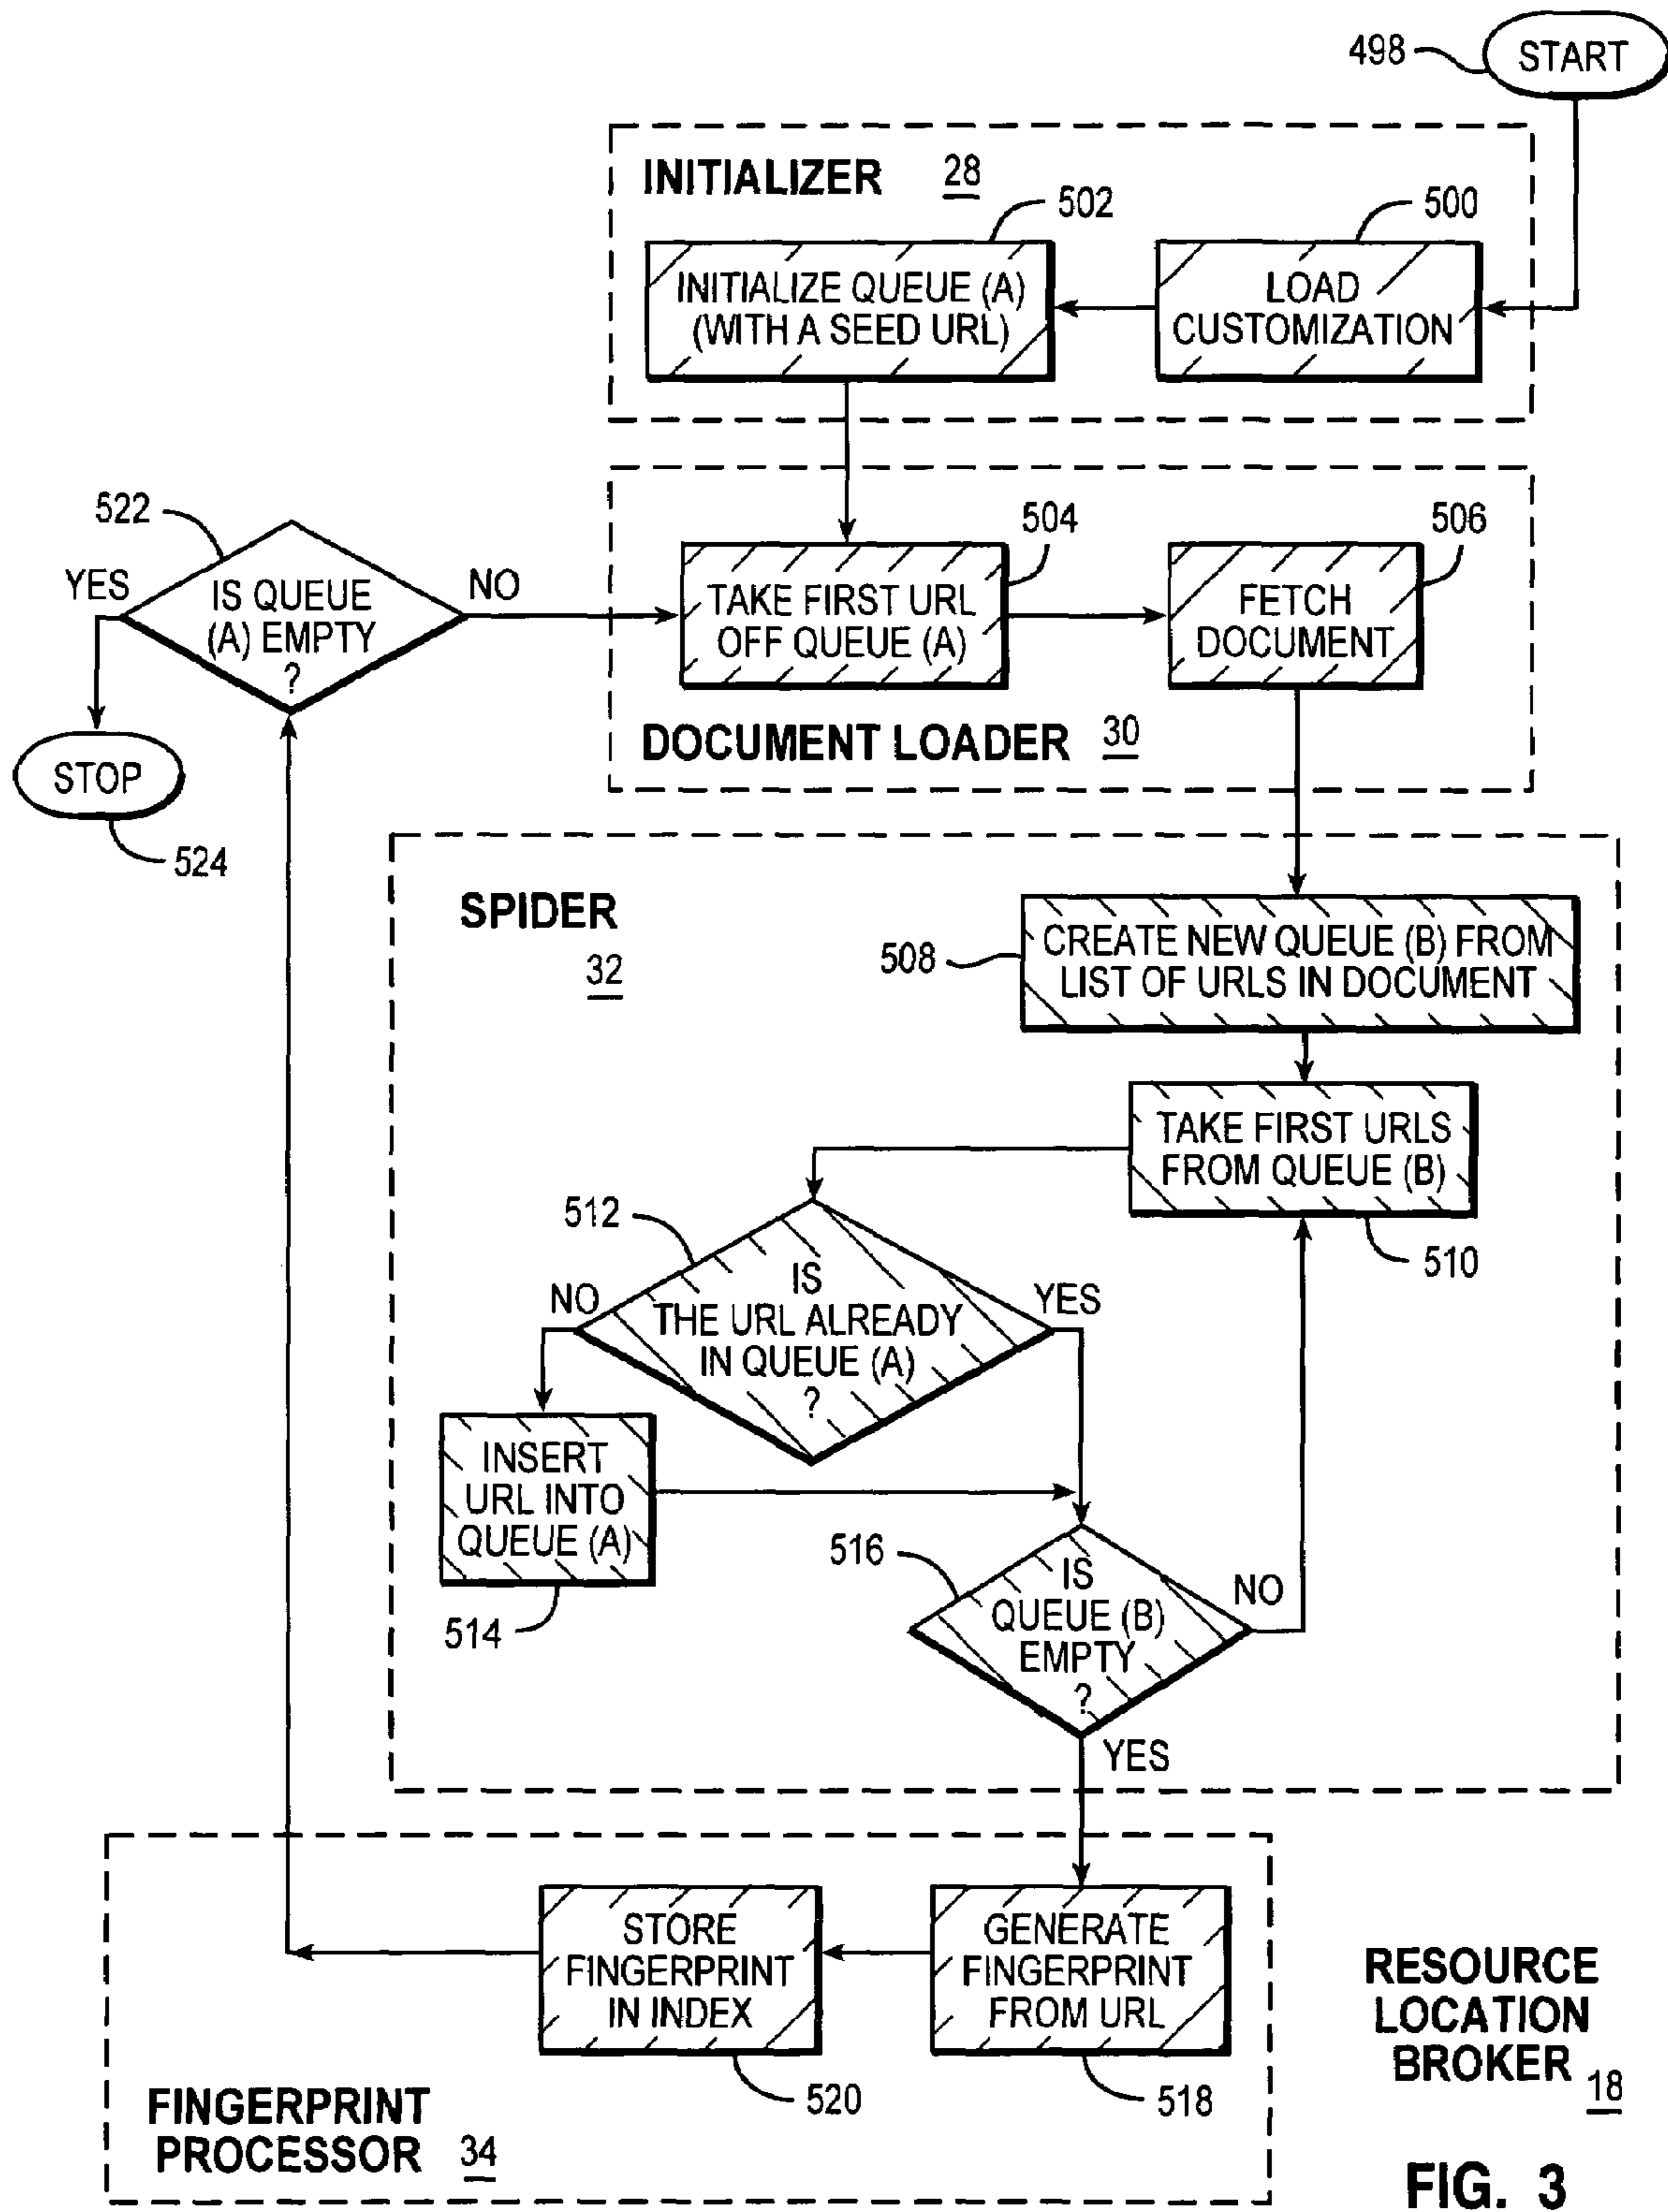 498
START
INITIALIZER
28
502
500
INITIALIZE QUEUE (A)
(WITH A SEED URL)
LOAD
CUSTOMIZATION
522
504
506
YES
IS QUEUE
(A) EMPTY
?
NO
TAKE FIRST URL
OFF QUEUE (A)
FETCH
DOCUMENT
DOCUMENT LOADER
30
STOP
524
SPIDER
32
508
CREATE NEW QUEUE (B) FROM
LIST OF URLS IN DOCUMENT
TAKE FIRST URLS
FROM QUEUE (B)
510
512
NO
IS
THE URL ALREADY
IN QUEUE (A)
?
YES
INSERT
URL INTO
QUEUE (A)
514
516
IS
QUEUE (B)
EMPTY
?
NO
YES
STORE
FINGERPRINT
IN INDEX
520
GENERATE
FINGERPRINT
FROM URL
518
FINGERPRINT
PROCESSOR
34
RESOURCE
LOCATION
BROKER
18
FIG. 3